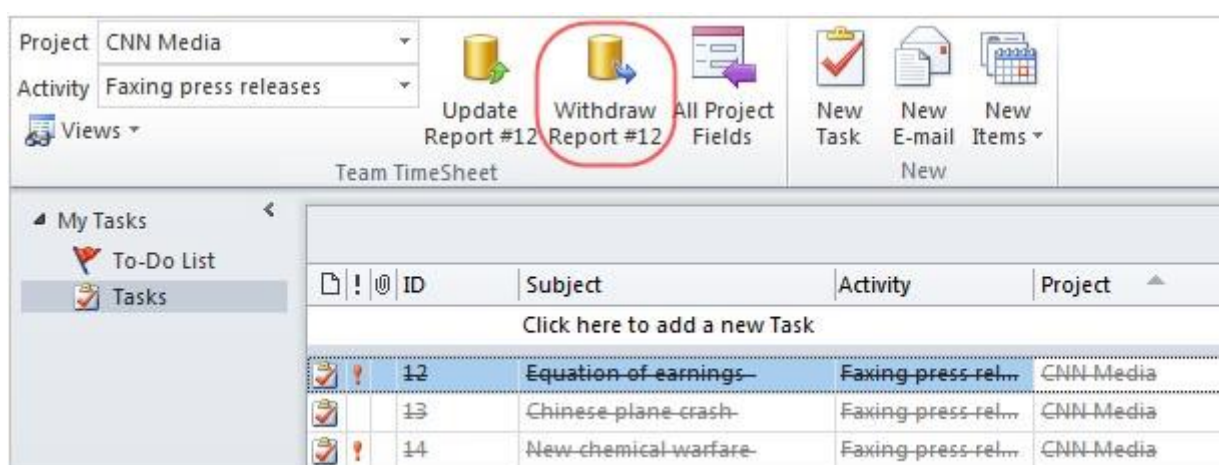 Project CNN Media
Activity Faxing press releases
Views
Update Report #12
Withdraw Report #12
All Project Fields
Team TimeSheet
New Task
New E-mail
New Items
New
My Tasks
To-Do List
Tasks
! ID Subject Activity Project
Click here to add a new Task
! 12 Equation of earnings Faxing press rel... CNN Media
13 Chinese plane crash Faxing press rel... CNN Media
! 14 New chemical warfare Faxing press rel... CNN Media